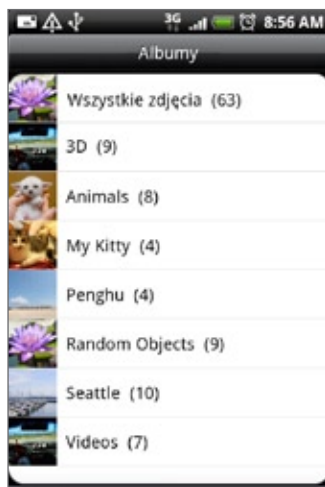 3G 8:56 AM
Albumy
Wszystkie zdjęcia (63)
3D (9)
Animals (8)
My Kitty (4)
Penghu (4)
Random Objects (9)
Seattle (10)
Videos (7)